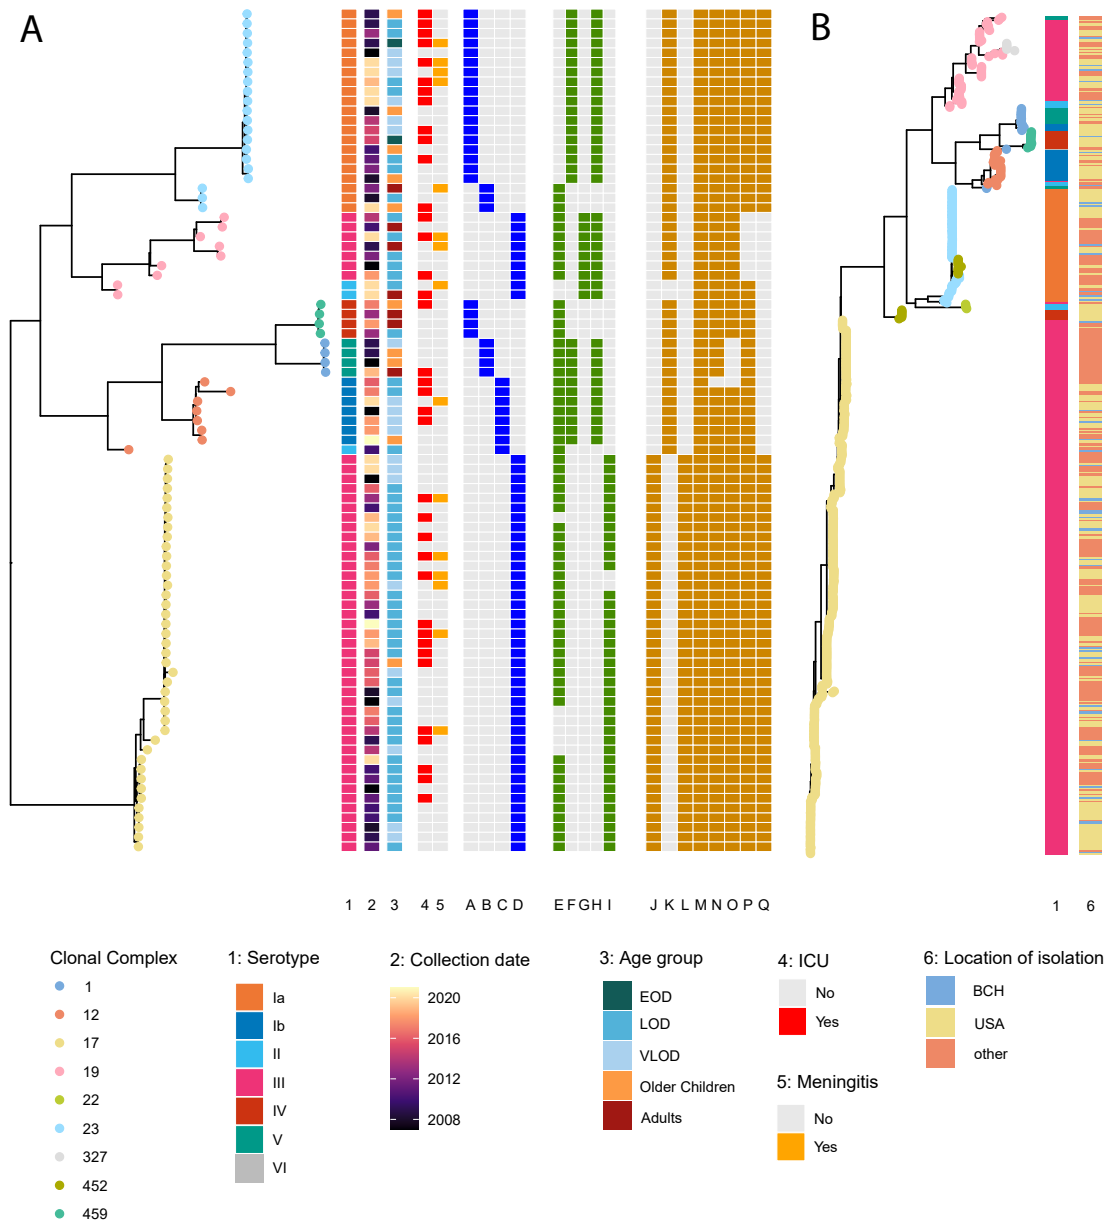 A
B
1 2 3 4 5 A B C D E F G H I J K L M N O P Q
1 6
Clonal Complex
1
12
17
19
22
23
327
452
459
1: Serotype
Ia
Ib
II
III
IV
V
VI
2: Collection date
2020
2016
2012
2008
3: Age group
EOD
LOD
VLOD
Older Children
Adults
4: ICU
No
Yes
5: Meningitis
No
Yes
6: Location of isolation
BCH
USA
other